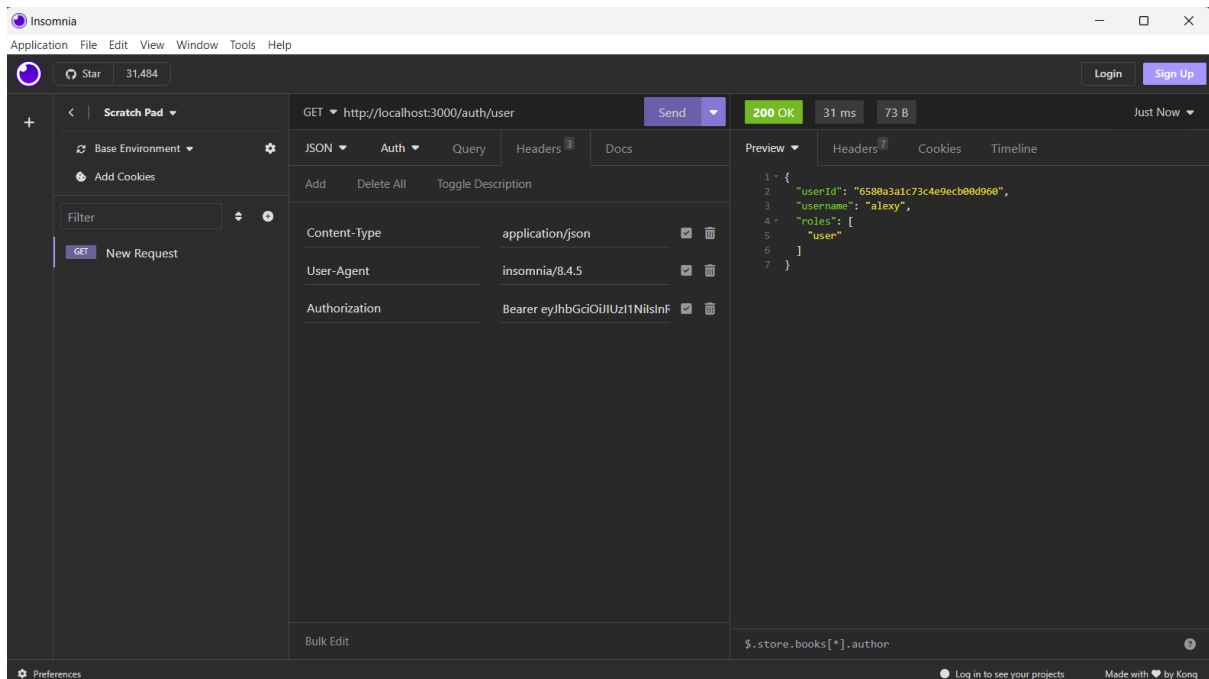 Insomnia
Application File Edit View Window Tools Help
Star 31,484
Login Sign Up
Scratch Pad
Base Environment
Add Cookies
Filter
GET New Request
GET http://localhost:3000/auth/user Send
JSON Auth Query Headers 3 Docs
Add Delete All Toggle Description
Content-Type application/json
User-Agent insomnia/8.4.5
Authorization Bearer eyJhbGciOiJIUzI1NiIsInR
Bulk Edit
200 OK 31 ms 73 B Just Now
Preview Headers 7 Cookies Timeline
1 {
2 "userId": "6580a3a1c73c4e9ecb00d960",
3 "username": "alexy",
4 "roles": [
5 "user"
6 ]
7 }
$.store.books[*].author
Preferences
Log in to see your projects Made with ♥ by Kong